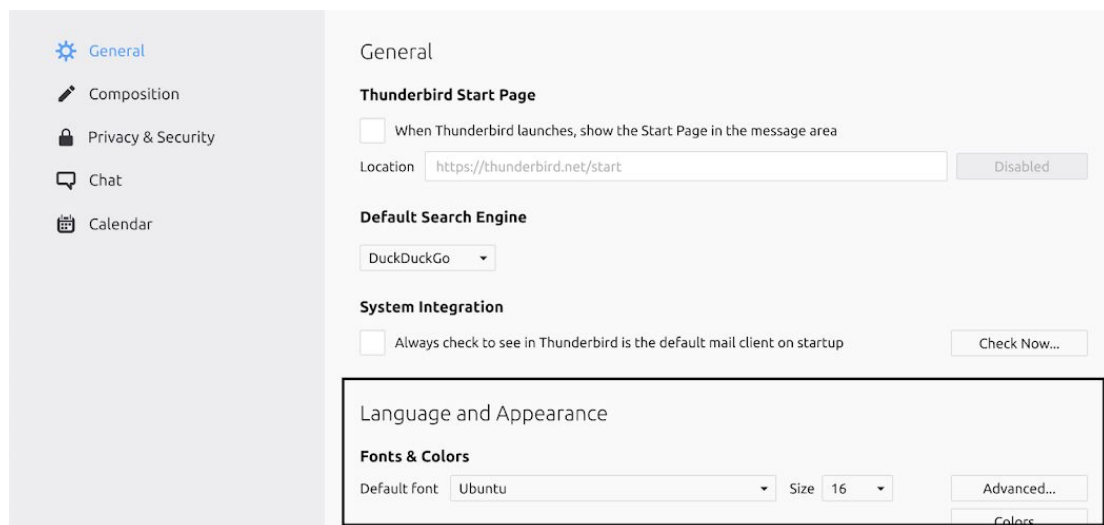 General
Composition
Privacy & Security
Chat
Calendar
General
Thunderbird Start Page
When Thunderbird launches, show the Start Page in the message area
Location https://thunderbird.net/start Disabled
Default Search Engine
DuckDuckGo
System Integration
Always check to see in Thunderbird is the default mail client on startup Check Now...
Language and Appearance
Fonts & Colors
Default font Ubuntu Size 16 Advanced...
Colors